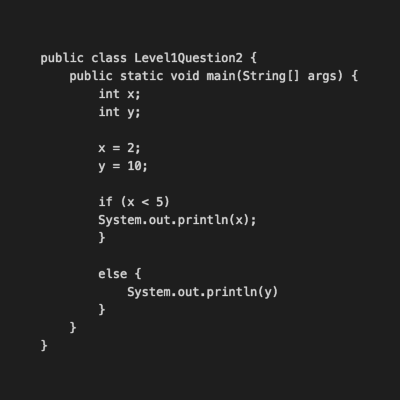 public class Level1Question2 {
    public static void main(String[] args) {
        int x;
        int y;

        x = 2;
        y = 10;

        if (x < 5)
        System.out.println(x);
        }

        else {
            System.out.println(y)
        }
    }
}